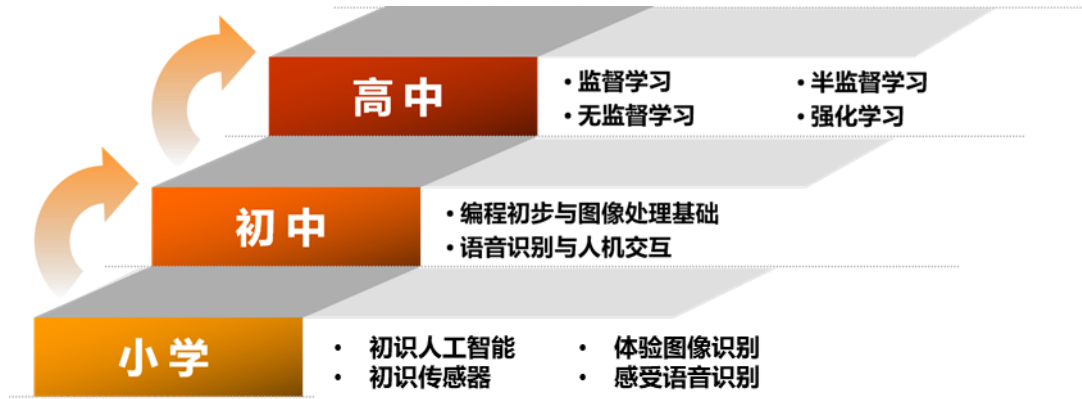 高中
• 监督学习
• 半监督学习
• 无监督学习
• 强化学习
初中
• 编程初步与图像处理基础
• 语音识别与人机交互
小学
• 初识人工智能
• 体验图像识别
• 初识传感器
• 感受语音识别